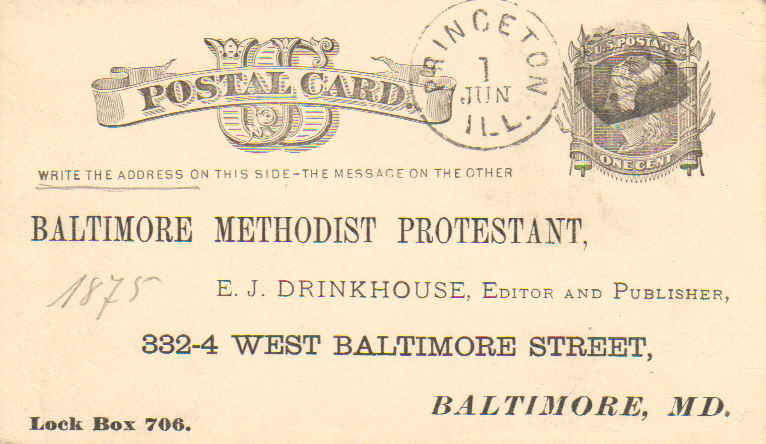 US
POSTAL CARD.
PRINCETON
1
JUN
ILL.
U.S. POSTAGE
ONE CENT
WRITE THE ADDRESS ON THIS SIDE-THE MESSAGE ON THE OTHER
BALTIMORE METHODIST PROTESTANT,
1875
E. J. DRINKHOUSE, EDITOR AND PUBLISHER,
332-4 WEST BALTIMORE STREET,
BALTIMORE, MD.
Lock Box 706.